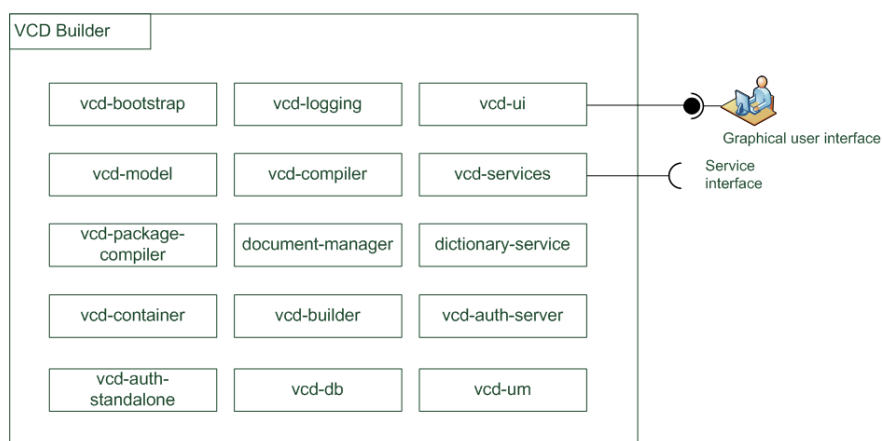 VCD Builder
vcd-bootstrap
vcd-logging
vcd-ui
Graphical user interface
vcd-model
vcd-compiler
vcd-services
Service
interface
vcd-package-
compiler
document-manager
dictionary-service
vcd-container
vcd-builder
vcd-auth-server
vcd-auth-
standalone
vcd-db
vcd-um